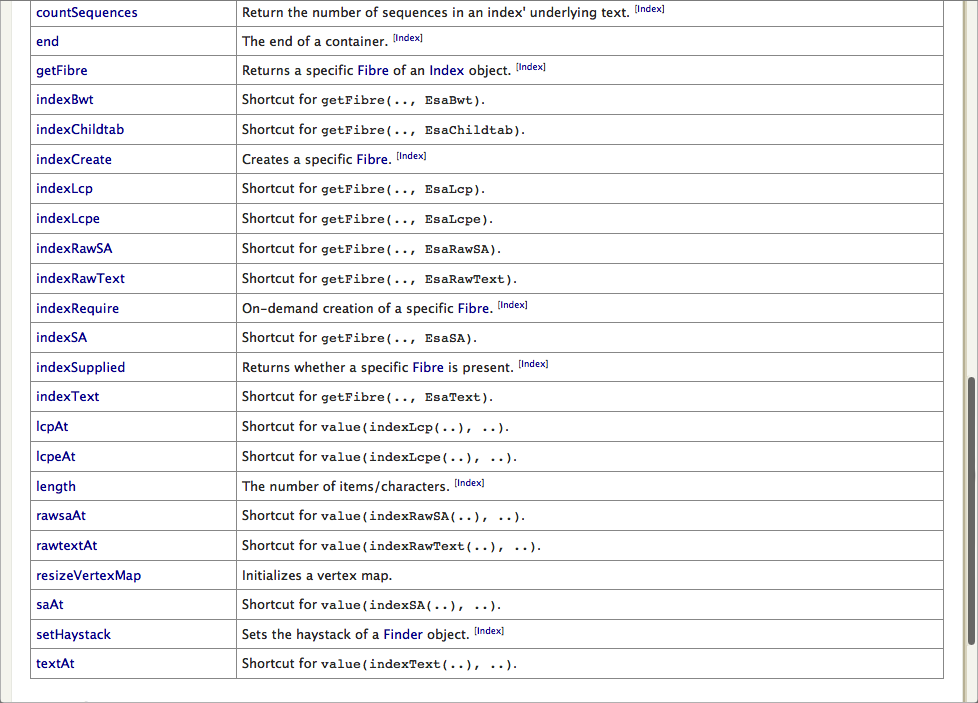 countSequences Return the number of sequences in an index' underlying text. [Index]
end The end of a container. [Index]
getFibre Returns a specific Fibre of an Index object. [Index]
indexBwt Shortcut for getFibre(.., EsaBwt).
indexChildtab Shortcut for getFibre(.., EsaChildtab).
indexCreate Creates a specific Fibre. [Index]
indexLcp Shortcut for getFibre(.., EsaLcp).
indexLcpe Shortcut for getFibre(.., EsaLcpe).
indexRawSA Shortcut for getFibre(.., EsaRawSA).
indexRawText Shortcut for getFibre(.., EsaRawText).
indexRequire On-demand creation of a specific Fibre. [Index]
indexSA Shortcut for getFibre(.., EsaSA).
indexSupplied Returns whether a specific Fibre is present. [Index]
indexText Shortcut for getFibre(.., EsaText).
lcpAt Shortcut for value(indexLcp(..), ..).
lcpeAt Shortcut for value(indexLcpe(..), ..).
length The number of items/characters. [Index]
rawsaAt Shortcut for value(indexRawSA(..), ..).
rawtextAt Shortcut for value(indexRawText(..), ..).
resizeVertexMap Initializes a vertex map.
saAt Shortcut for value(indexSA(..), ..).
setHaystack Sets the haystack of a Finder object. [Index]
textAt Shortcut for value(indexText(..), ..).